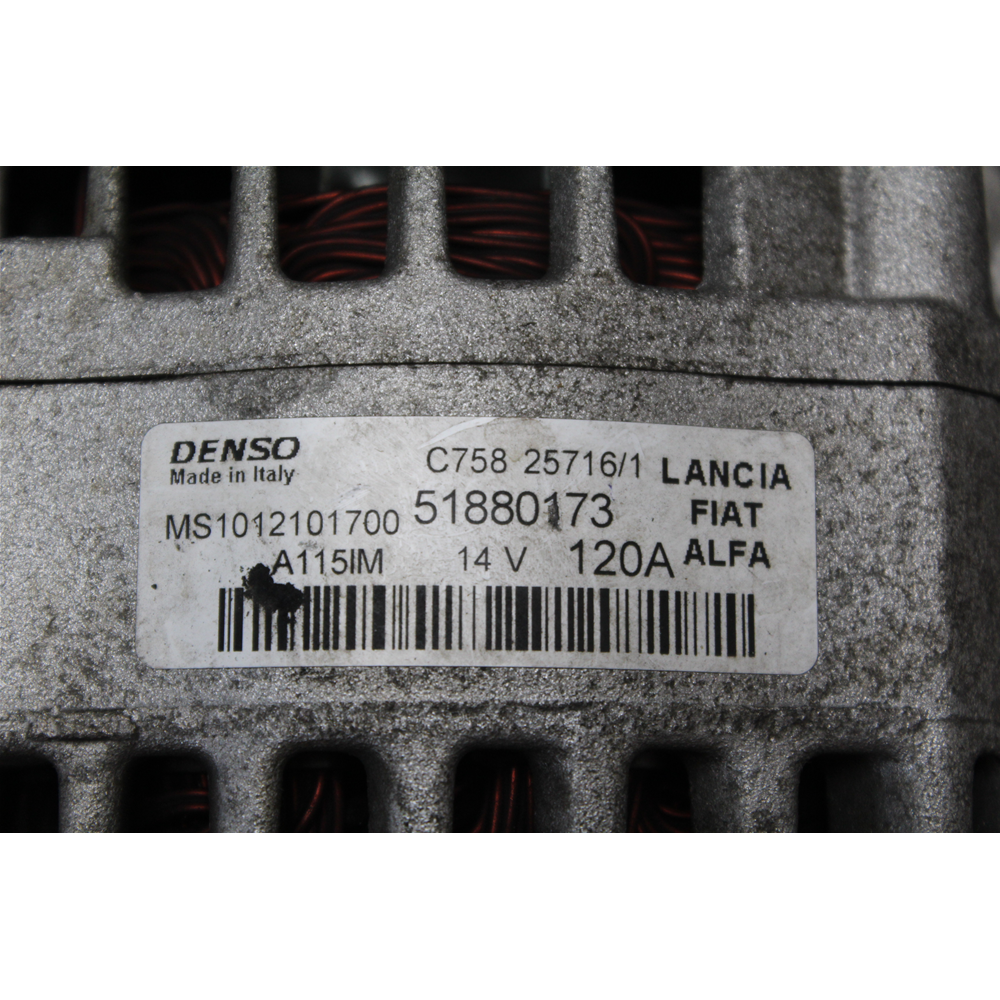 DENSO
Made in Italy
C758 25716/1
LANCIA
MS1012101700
51880173
FIAT
A115IM
14 V
120A
ALFA